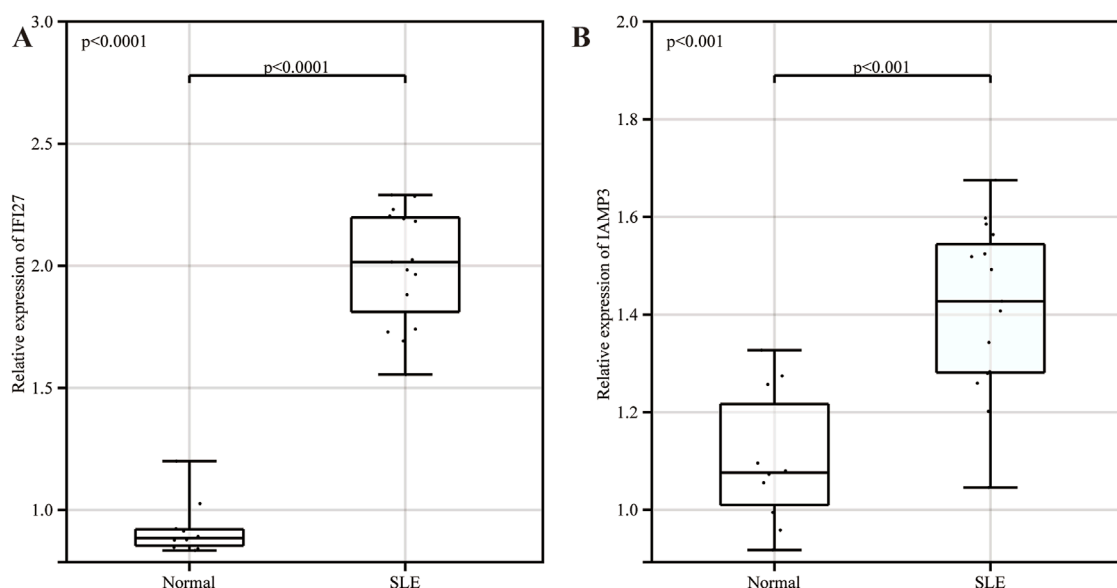 A
p<0.0001
p<0.0001
3.0
2.5
2.0
1.5
1.0
Relative expression of IFI27
Normal
SLE
B
p<0.001
p<0.001
2.0
1.8
1.6
1.4
1.2
1.0
Relative expression of IAMP3
Normal
SLE